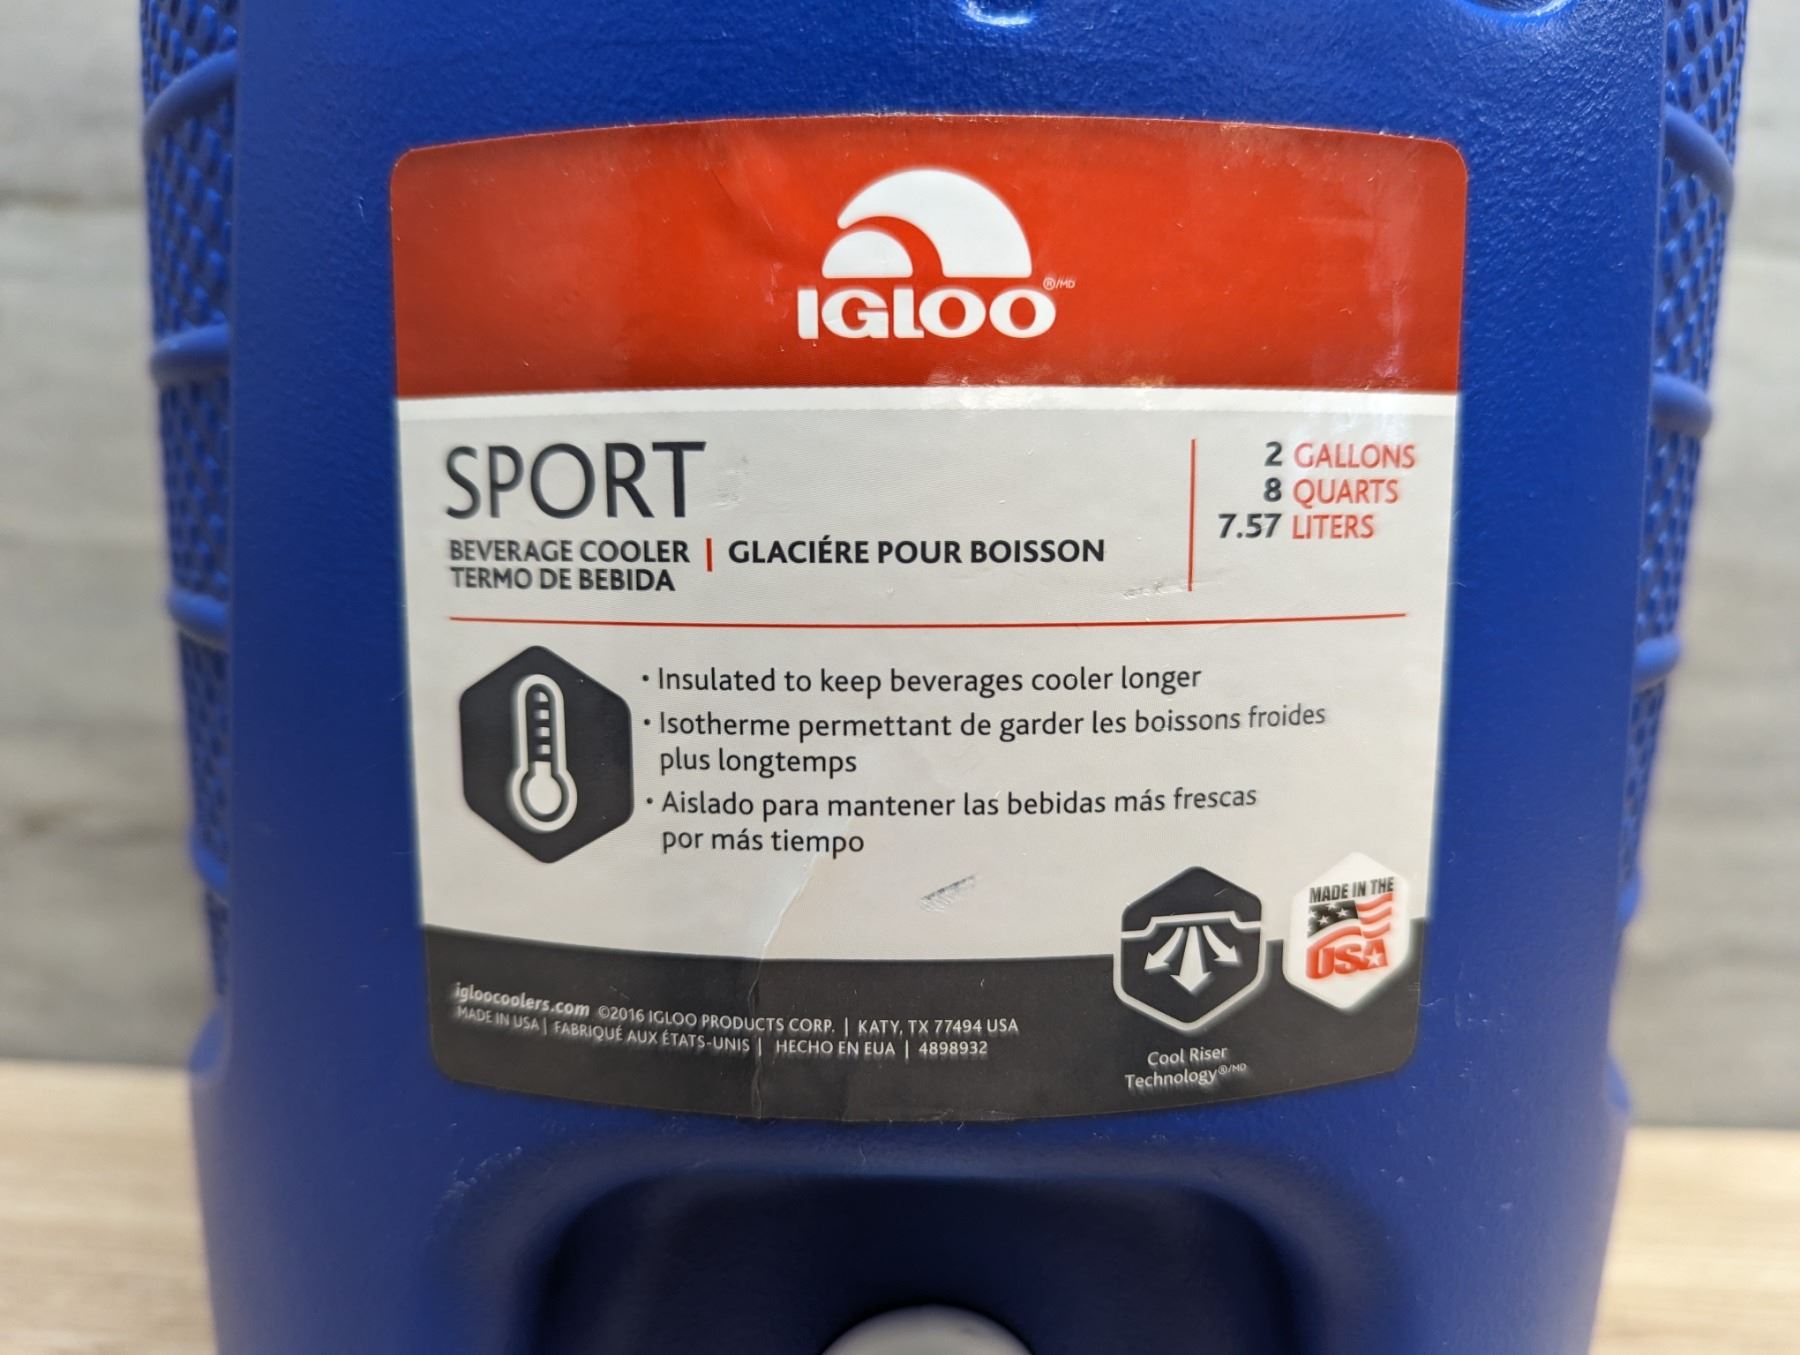 IGLOO®/MD
SPORT
BEVERAGE COOLER | GLACIÉRE POUR BOISSON
TERMO DE BEBIDA
2 GALLONS
8 QUARTS
7.57 LITERS
• Insulated to keep beverages cooler longer
• Isotherme permettant de garder les boissons froides
plus longtemps
• Aislado para mantener las bebidas más frescas
por más tiempo
MADE IN THE
USA
igloocoolers.com ©2016 IGLOO PRODUCTS CORP. | KATY, TX 77494 USA
MADE IN USA | FABRIQUÉ AUX ÉTATS-UNIS | HECHO EN EUA | 4898932
Cool Riser
Technology®/MD